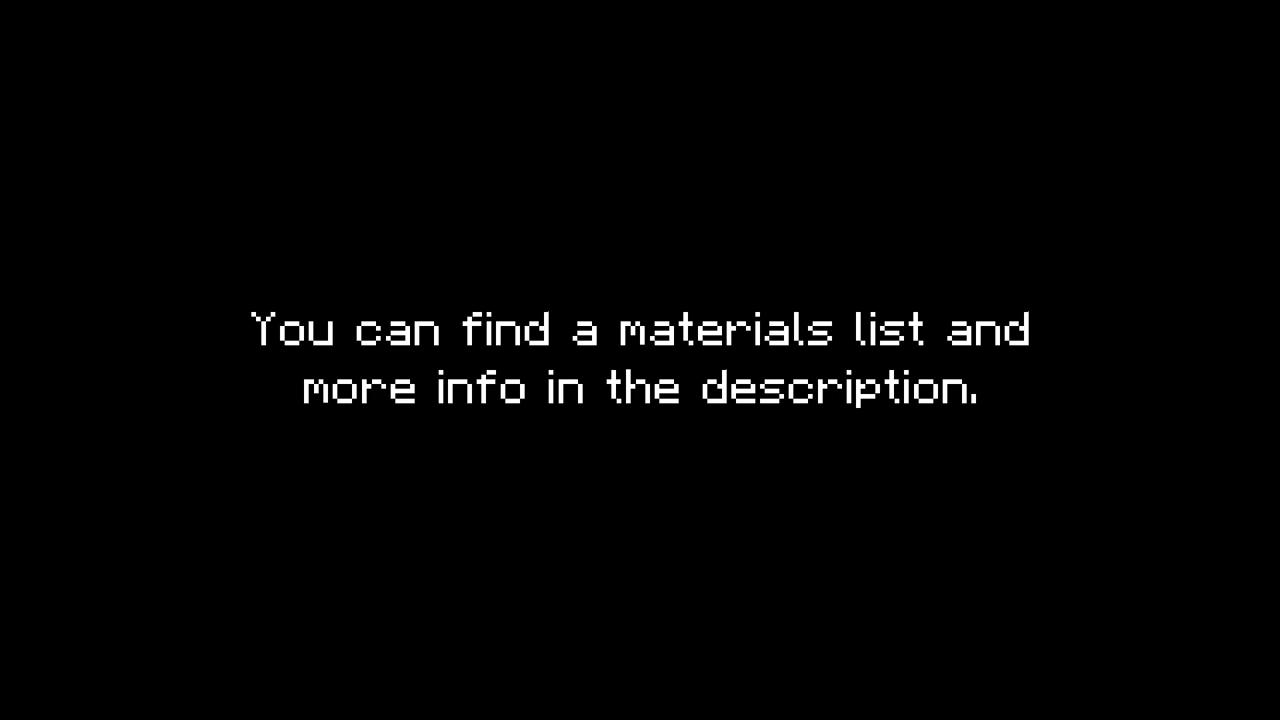 You can find a materials list and
more info in the description.